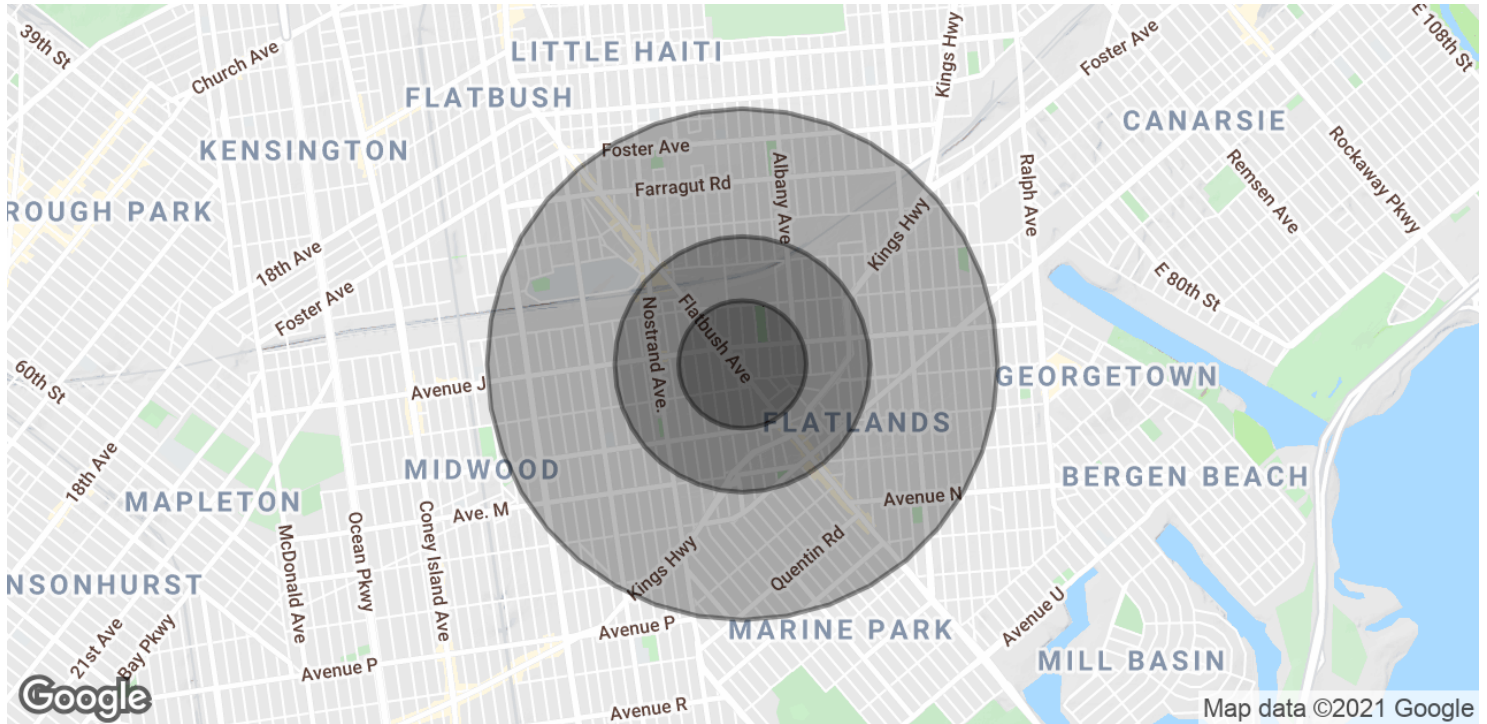 39th St
Church Ave
LITTLE HAITI
Kings Hwy
Foster Ave
E 108th St
FLATBUSH
CANARSIE
KENSINGTON
Foster Ave
Farragut Rd
Albany Ave
Ralph Ave
Remsen Ave
Rockaway Pkwy
ROUGH PARK
18th Ave
Kings Hwy
E 80th St
Foster Ave
Nostrand Ave.
Flatbush Ave
60th St
Avenue J
GEORGETOWN
FLATLANDS
18th Ave
MIDWOOD
BERGEN BEACH
MAPLETON
Ave. M
Avenue N
McDonald Ave
Ocean Pkwy
Coney Island Ave
Kings Hwy
Quentin Rd
NSONHURST
21st Ave
Bay Pkwy
Avenue P
Avenue P
MARINE PARK
Avenue U
MILL BASIN
Avenue R
Google
Map data ©2021 Google